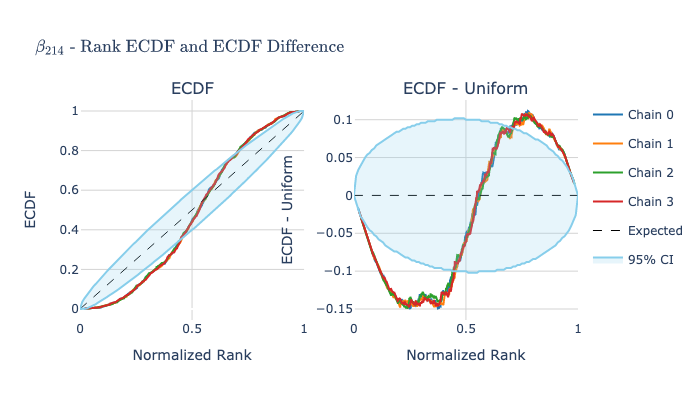 β₂₁₄ - Rank ECDF and ECDF Difference
ECDF
ECDF - Uniform
ECDF
1
0.8
0.6
0.4
0.2
0
0
0.5
1
Normalized Rank
ECDF - Uniform
0.1
0.05
0
−0.05
−0.1
−0.15
0
0.5
1
Normalized Rank
Chain 0
Chain 1
Chain 2
Chain 3
Expected
95% CI